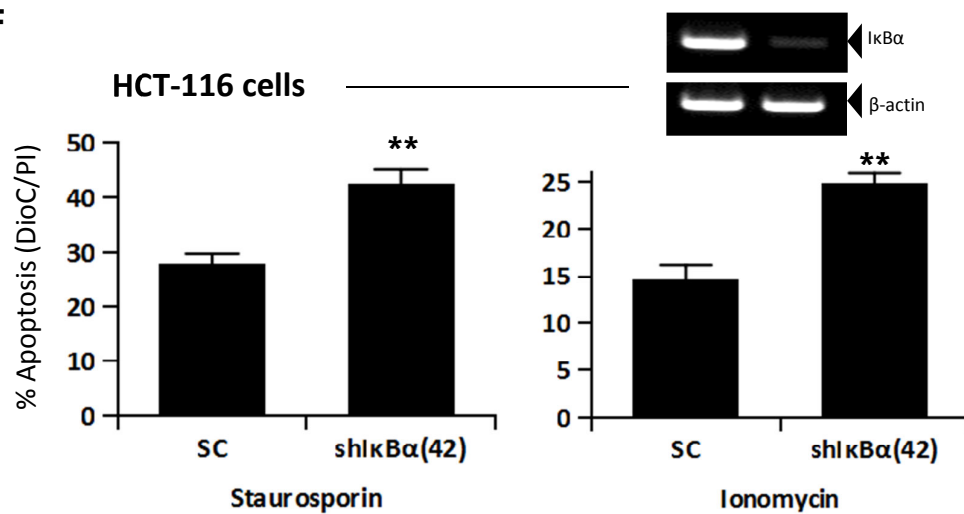 F
IκBα
HCT-116 cells
β-actin
% Apoptosis (DioC/PI)
50
40
30
20
10
0
**
SC
shIκBα(42)
Staurosporin
25
20
15
10
5
0
**
SC
shIκBα(42)
Ionomycin